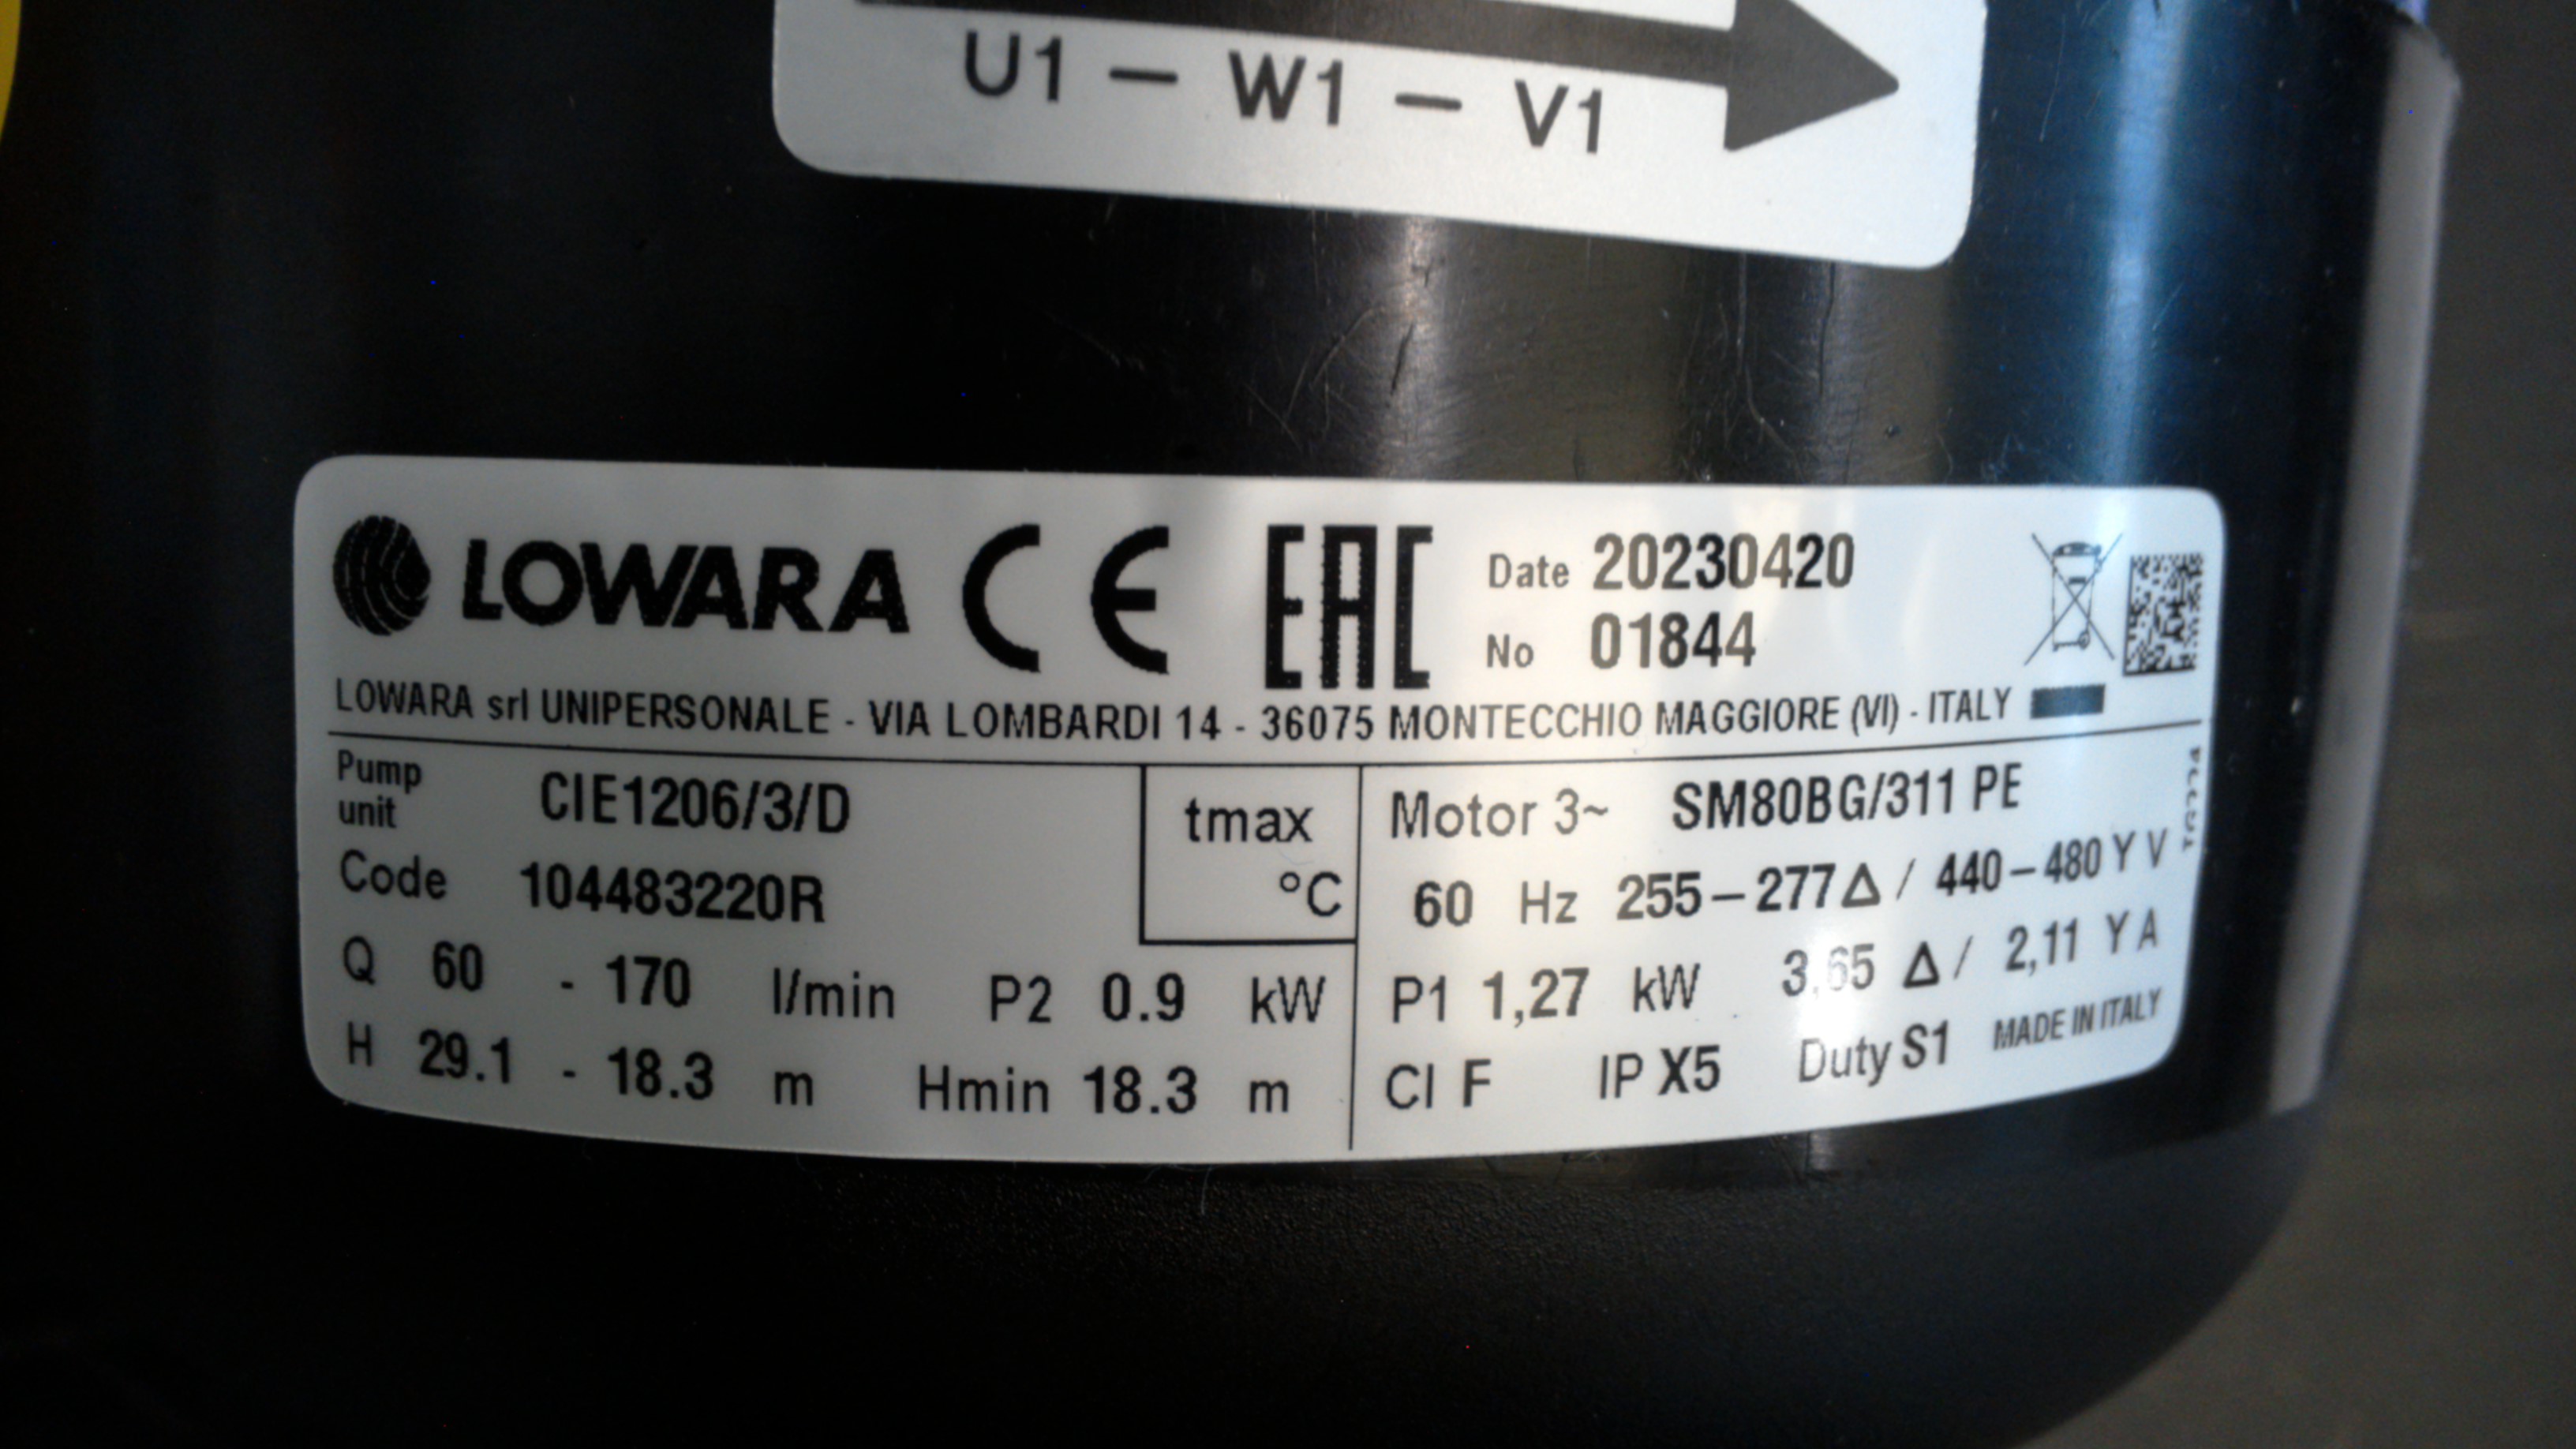 U1 — W1 — V1
LOWARA CE EAC Date 20230420
No 01844
LOWARA srl UNIPERSONALE - VIA LOMBARDI 14 - 36075 MONTECCHIO MAGGIORE (VI) - ITALY
Pump unit CIE1206/3/D
Code 104483220R
Q 60 - 170 l/min P2 0.9 kW
H 29.1 - 18.3 m Hmin 18.3 m
tmax
°C
Motor 3~ SM80BG/311 PE
60 Hz 255–277 Δ / 440–480 Y V
P1 1,27 kW 3,65 Δ / 2,11 Y A
Cl F IP X5 Duty S1 MADE IN ITALY